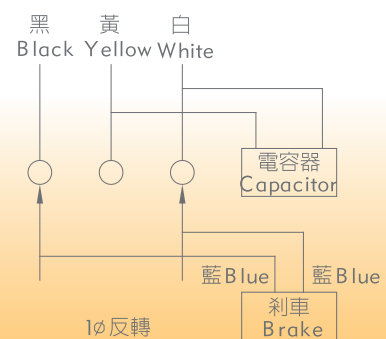 黑 黃 白
Black Yellow White
電容器
Capacitor
藍Blue 藍Blue
剎車
Brake
1ø反轉